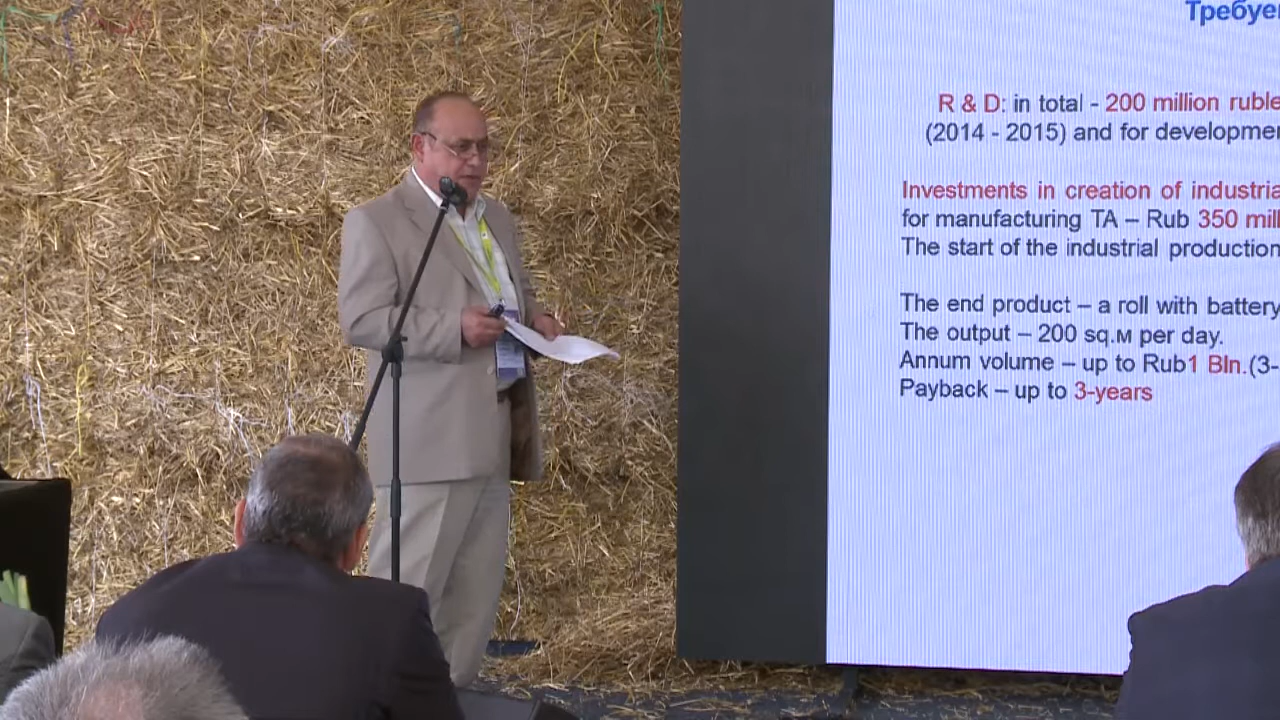 Требуе
R & D: in total - 200 million ruble
(2014 - 2015) and for developmen
Investments in creation of industria
for manufacturing TA – Rub 350 mill
The start of the industrial production
The end product – a roll with battery
The output – 200 sq.м per day.
Annum volume – up to Rub1 Bln.(3-
Payback – up to 3-years